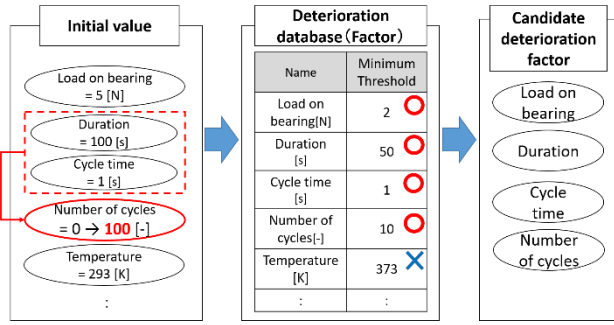 Initial value
Load on bearing
= 5 [N]
Duration
= 100 [s]
Cycle time
= 1 [s]
Number of cycles
= 0 → 100 [-]
Temperature
= 293 [K]
:
Deterioration
database(Factor)
Name
Minimum
Threshold
Load on
bearing[N]
2
Duration
[s]
50
Cycle time
[s]
1
Number of
cycles[-]
10
Temperature
[K]
373
:
:
Candidate
deterioration
factor
Load on
bearing
Duration
Cycle
time
Number
of cycles